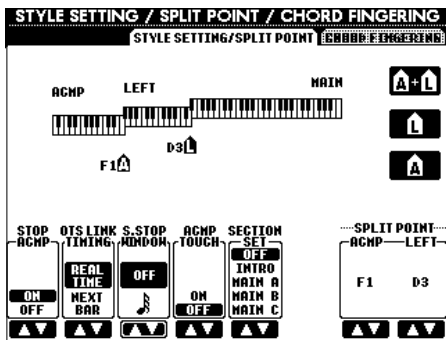 STYLE SETTING / SPLIT POINT / CHORD FINGERING
STYLE SETTING/SPLIT POINT CHORD FINGERING
ACMP LEFT MAIN
A+L
D3 L
F1 A
L
A
STOP ACMP
ON
OFF
OTS LINK TIMING
REAL TIME
NEXT BAR
S.STOP WINDOW
OFF
ACMP TOUCH
ON
OFF
SECTION SET
OFF
INTRO
MAIN A
MAIN B
MAIN C
SPLIT POINT
ACMP LEFT
F1 D3